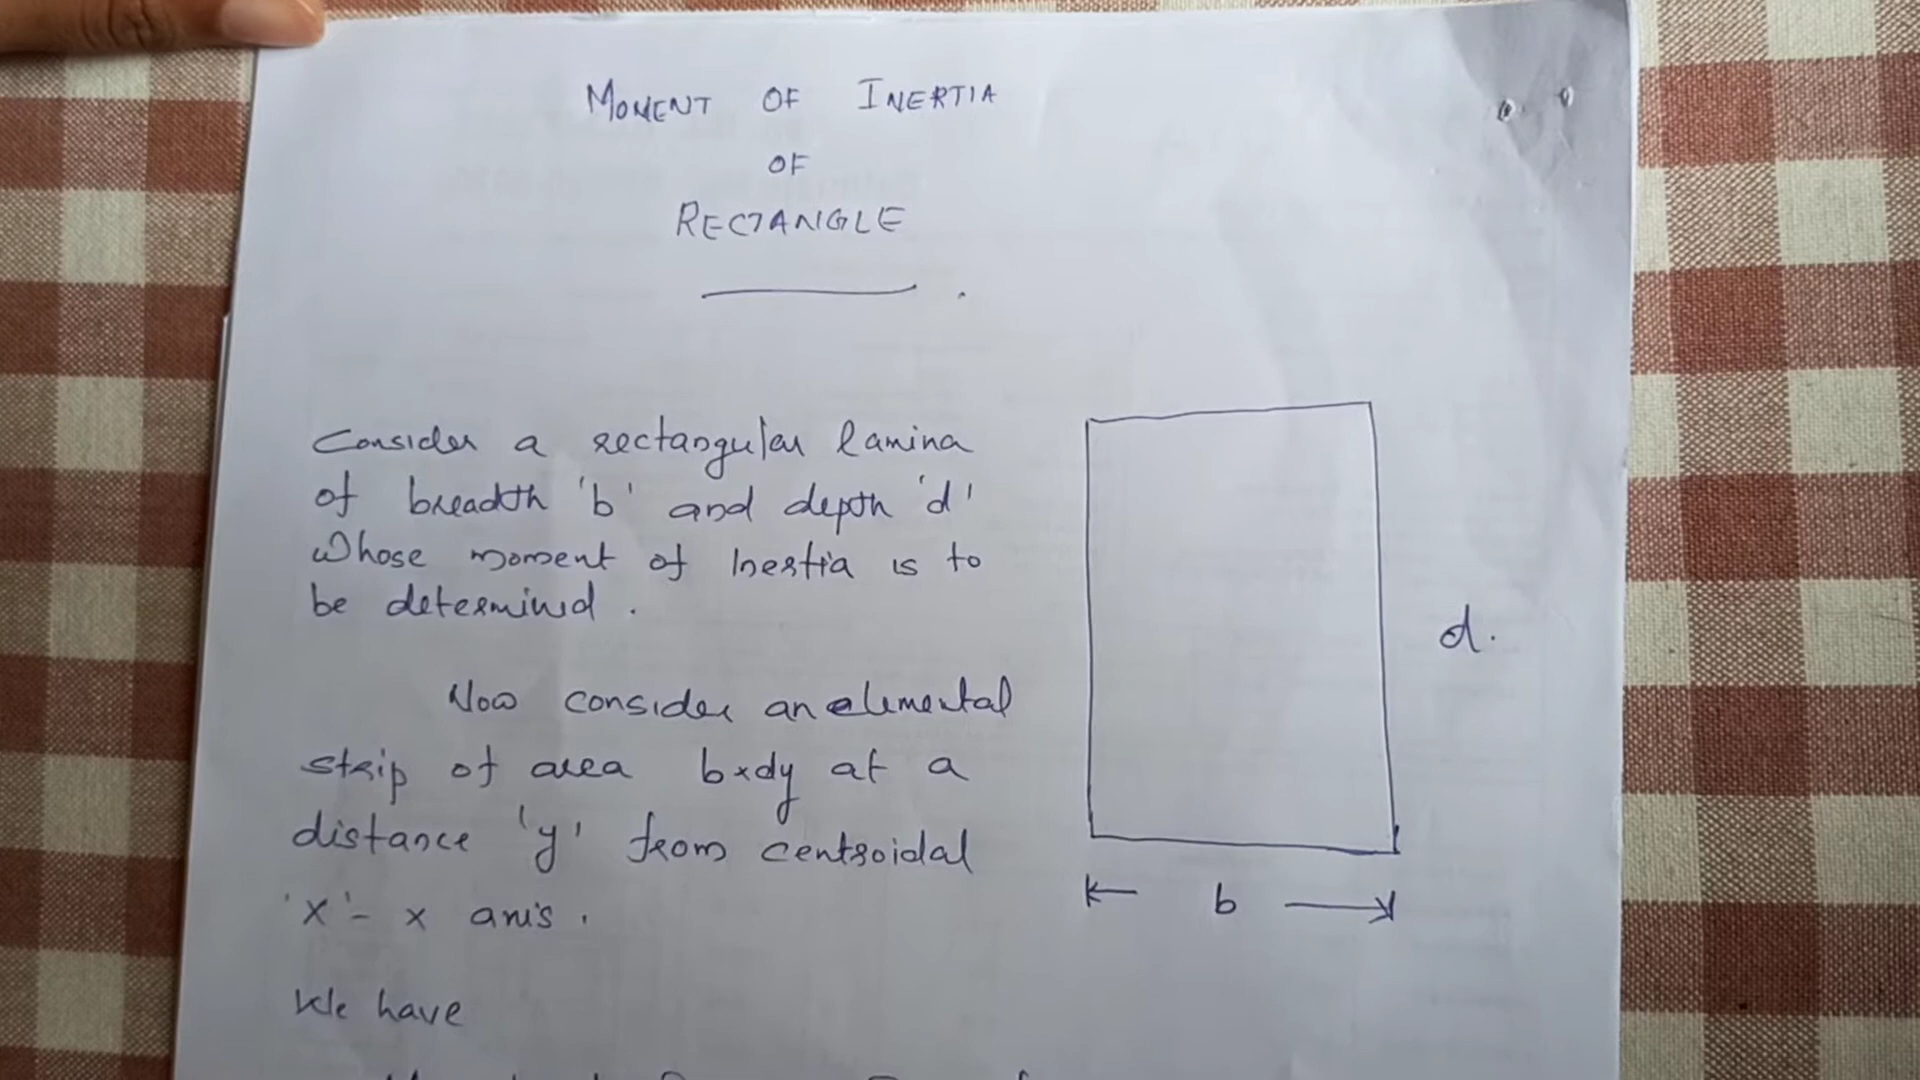 MOMENT OF INERTIA
OF
RECTANGLE
Consider a rectangular lamina
of breadth 'b' and depth 'd'
Whose moment of Inertia is to
be determined.
Now consider an elemental
strip of area bxdy at a
distance 'y' from centroidal
'x'- x axis.
We have
d.
b